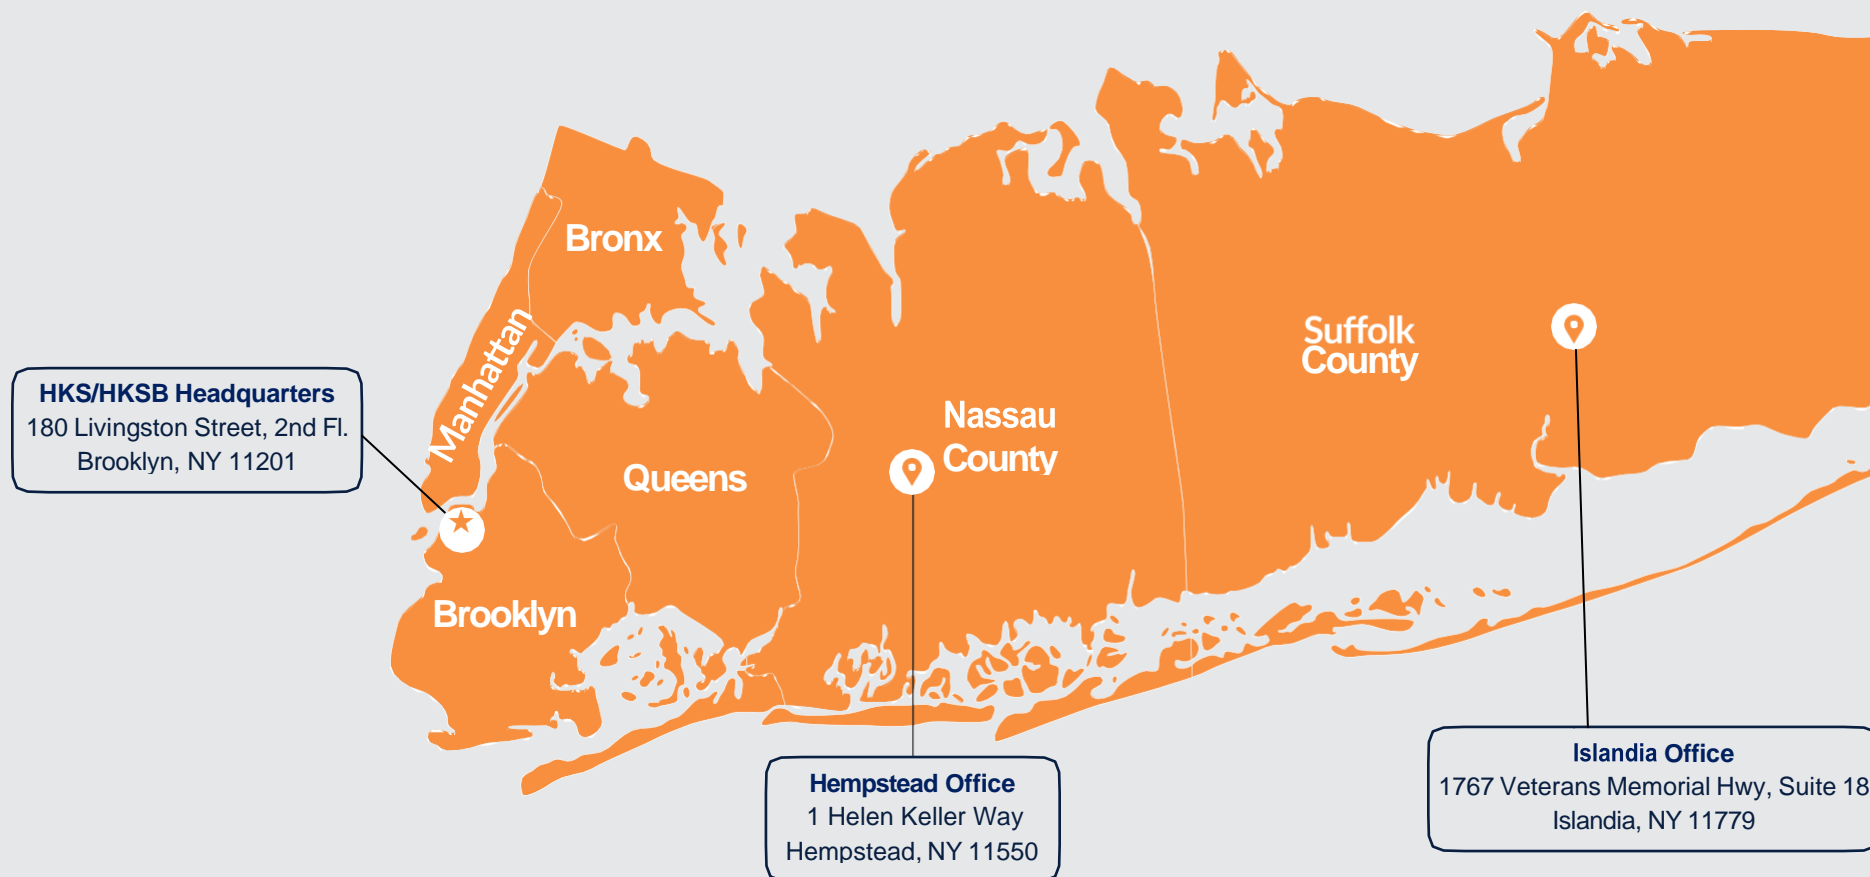 Bronx
Manhattan
HKS/HKSB Headquarters
180 Livingston Street, 2nd Fl.
Brooklyn, NY 11201
Queens
Brooklyn
Nassau
County
Suffolk
County
Hempstead Office
1 Helen Keller Way
Hempstead, NY 11550
Islandia Office
1767 Veterans Memorial Hwy, Suite 18
Islandia, NY 11779